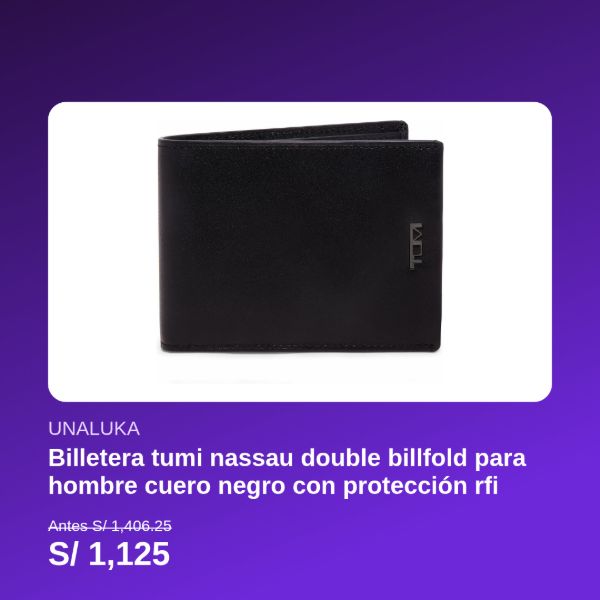 TUMI
UNALUKA
Billetera tumi nassau double billfold para
hombre cuero negro con protección rfi
Antes S/ 1,406.25
S/ 1,125